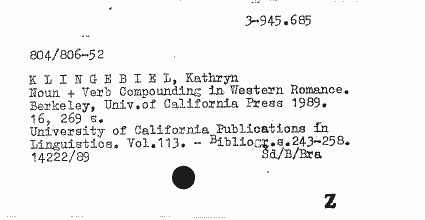 3-945.685
804/806-52
K L I N G E B I E L, Kathryn
Noun + Verb Compounding in Western Romance.
Berkeley, Univ.of California Press 1989.
16, 269 s.
University of California Publications in
Linguistics. Vol.113. - Bibliogr.s.243-258.
14222/89 Sd/B/Bra
Z